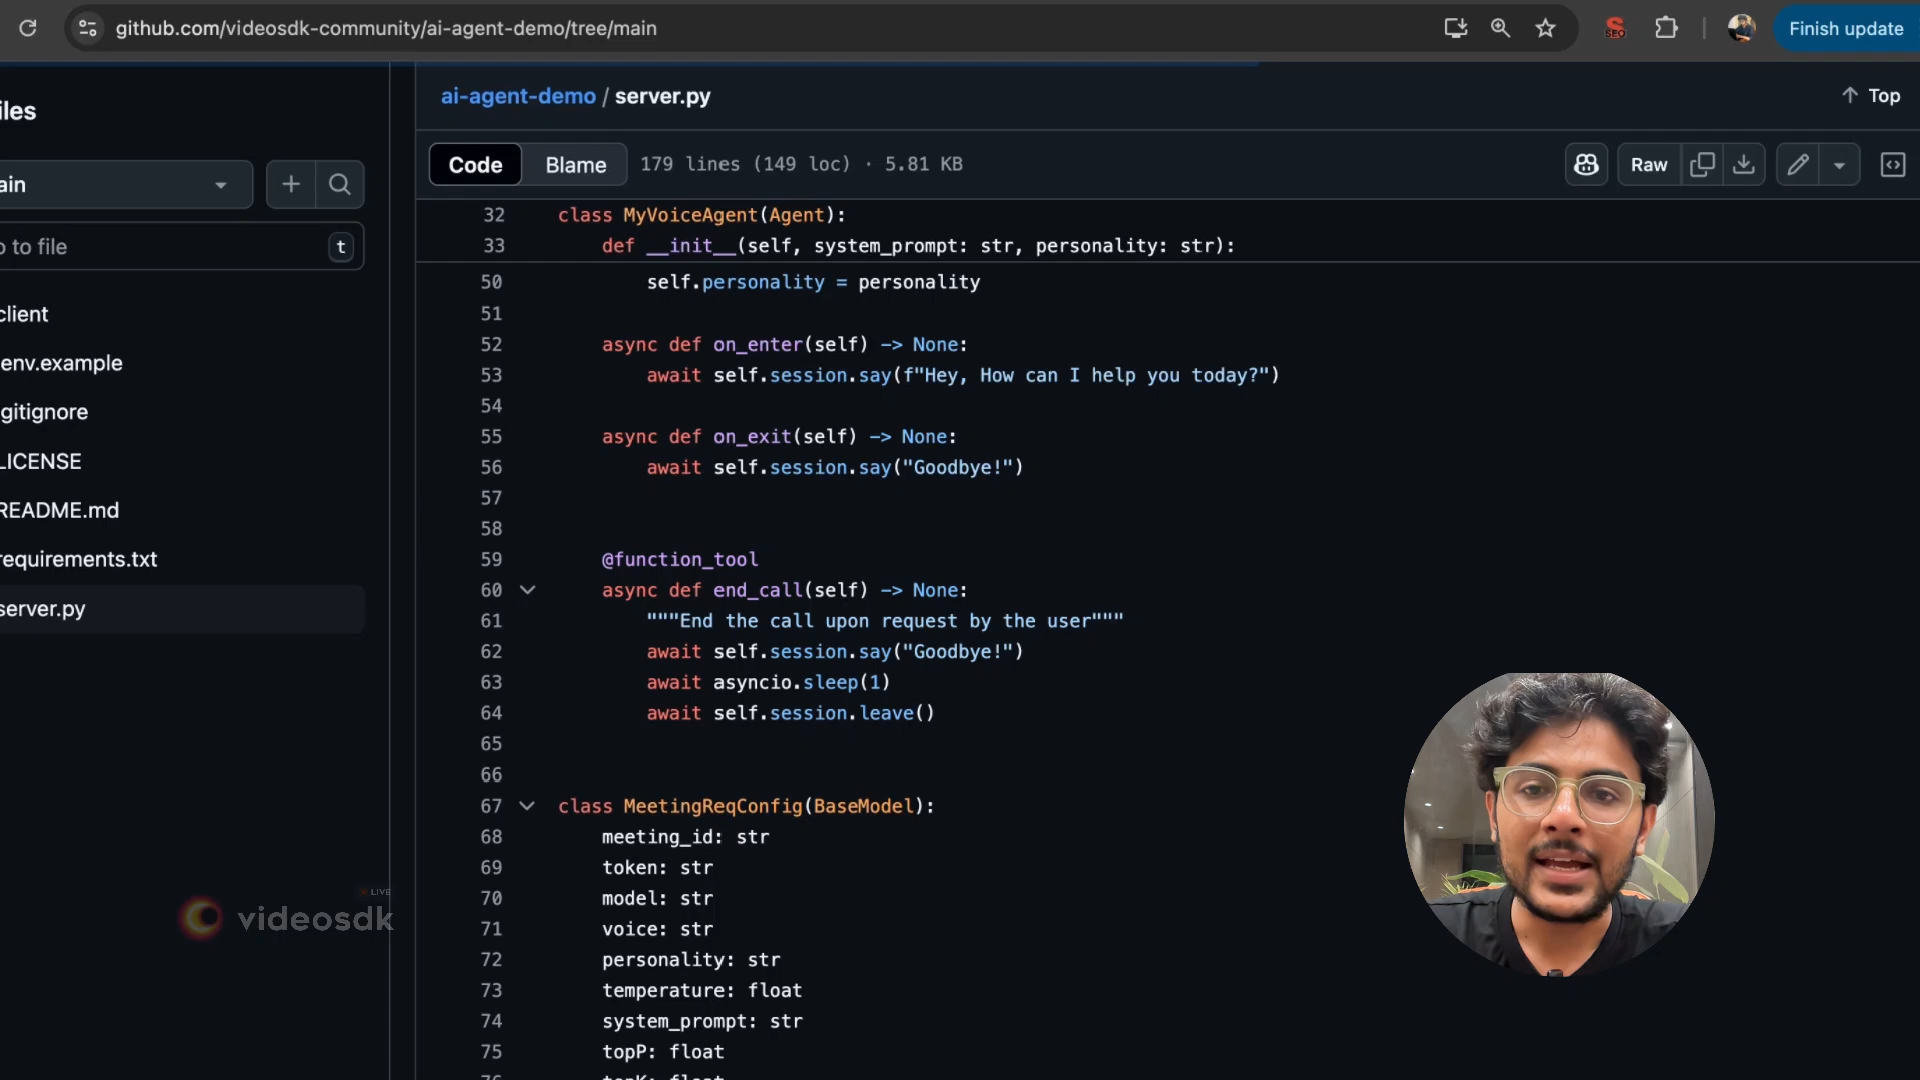 github.com/videosdk-community/ai-agent-demo/tree/main
Finish update
SEO
iles
ain
o to file
t
client
env.example
gitignore
LICENSE
README.md
requirements.txt
server.py
ai-agent-demo / server.py
Top
Code
Blame
179 lines (149 loc) · 5.81 KB
Raw
32 class MyVoiceAgent(Agent):
33 def __init__(self, system_prompt: str, personality: str):
50 self.personality = personality
51
52 async def on_enter(self) -> None:
53 await self.session.say(f"Hey, How can I help you today?")
54
55 async def on_exit(self) -> None:
56 await self.session.say("Goodbye!")
57
58
59 @function_tool
60 async def end_call(self) -> None:
61 """End the call upon request by the user"""
62 await self.session.say("Goodbye!")
63 await asyncio.sleep(1)
64 await self.session.leave()
65
66
67 class MeetingReqConfig(BaseModel):
68 meeting_id: str
69 token: str
70 model: str
71 voice: str
72 personality: str
73 temperature: float
74 system_prompt: str
75 topP: float
76 topK: float
LIVE
videosdk